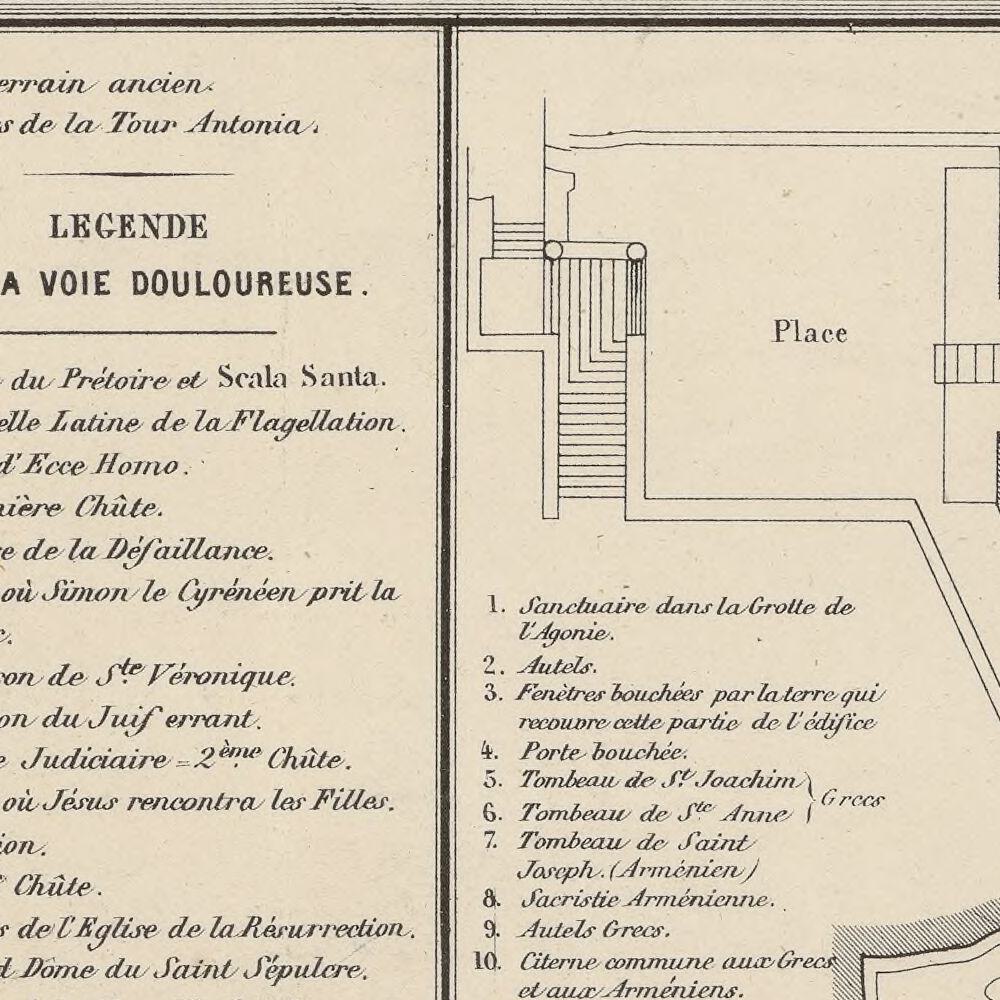 errain ancien.
s de la Tour Antonia.
LEGENDE
A VOIE DOULOUREUSE.
du Prétoire et Scala Santa.
elle Latine de la Flagellation.
d'Ecce Homo.
nière Chûte.
e de la Défaillance.
où Simon le Cyrénéen prit la
on de Ste Véronique.
on du Juif errant.
e Judiciaire = 2ème Chûte.
où Jésus rencontra les Filles.
ion.
Chûte.
s de l'Eglise de la Résurrection.
d Dôme du Saint Sépulcre.
Place
1. Sanctuaire dans la Grotte de
l'Agonie.
2. Autels.
3. Fenêtres bouchées par la terre qui
recouvre cette partie de l'édifice
4. Porte bouchée.
5. Tombeau de St Joachim
6. Tombeau de Ste Anne
Grecs
7. Tombeau de Saint
Joseph. (Arménien)
8. Sacristie Arménienne.
9. Autels Grecs.
10. Citerne commune aux Grecs
et aux Arméniens.